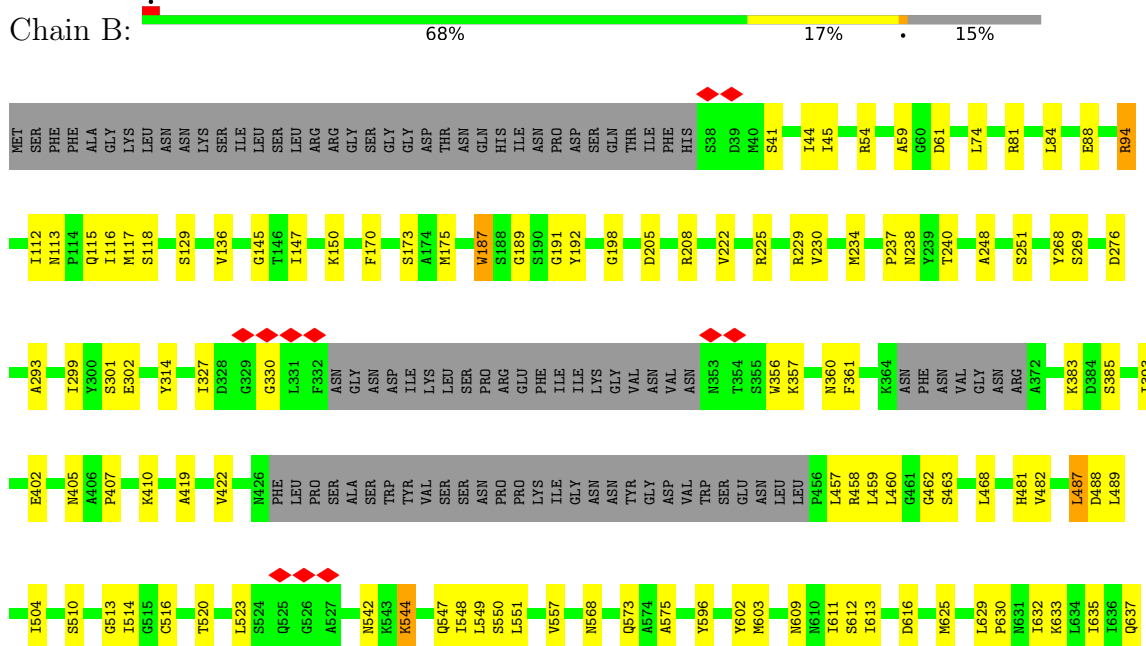 Chain B:
68% 17% • 15%
MET SER PHE PHE ALA GLY LYS LEU ASN ASN LYS SER ILE LEU SER LEU ARG ARG GLY SER GLY GLY ASP THR ASN GLN HIS ILE ASN PRO ASP SER GLN THR ILE PHE HIS S38 D39 M40 S41 I44 I45 R54 A59 G60 D61 L74 R81 L84 E88 R94
I112 N113 P114 Q115 I116 M117 S118 S129 V136 G145 T146 I147 K150 F170 S173 A174 M175 W187 S188 G189 S190 G191 Y192 G198 D205 R208 V222 R225 R229 V230 M234 P237 N238 Y239 T240 A248 S251 Y268 S269 D276
A293 I299 Y300 S301 E302 Y314 I327 D328 G329 G330 L331 F332 ASN GLY ASN ASP ILE LYS LEU SER PRO ARG GLU PHE ILE ILE LYS GLY VAL ASN VAL ASN N353 T354 S355 W356 K357 N360 F361 K364 ASN PHE ASN VAL GLY ASN ARG A372 K383 D384 S385
E402 N405 A406 P407 K410 A419 V422 N426 PHE LEU PRO SER ALA SER TRP TYR VAL SER SER ASN PRO PRO LYS ILE GLY ASN ASN TYR GLY ASP VAL TRP SER GLU ASN LEU LEU P456 L457 R458 L459 L460 G461 G462 S463 L468 H481 V482 L487 D488 L489
I504 S510 G513 I514 G515 C516 T520 L523 S524 Q525 G526 A527 N542 K543 K544 Q547 I548 L549 S550 L551 V557 N568 Q573 A574 A575 Y596 Y602 M603 N609 N610 I611 S612 I613 D616 M625 L629 P630 N631 I632 K633 L634 I635 I636 Q637